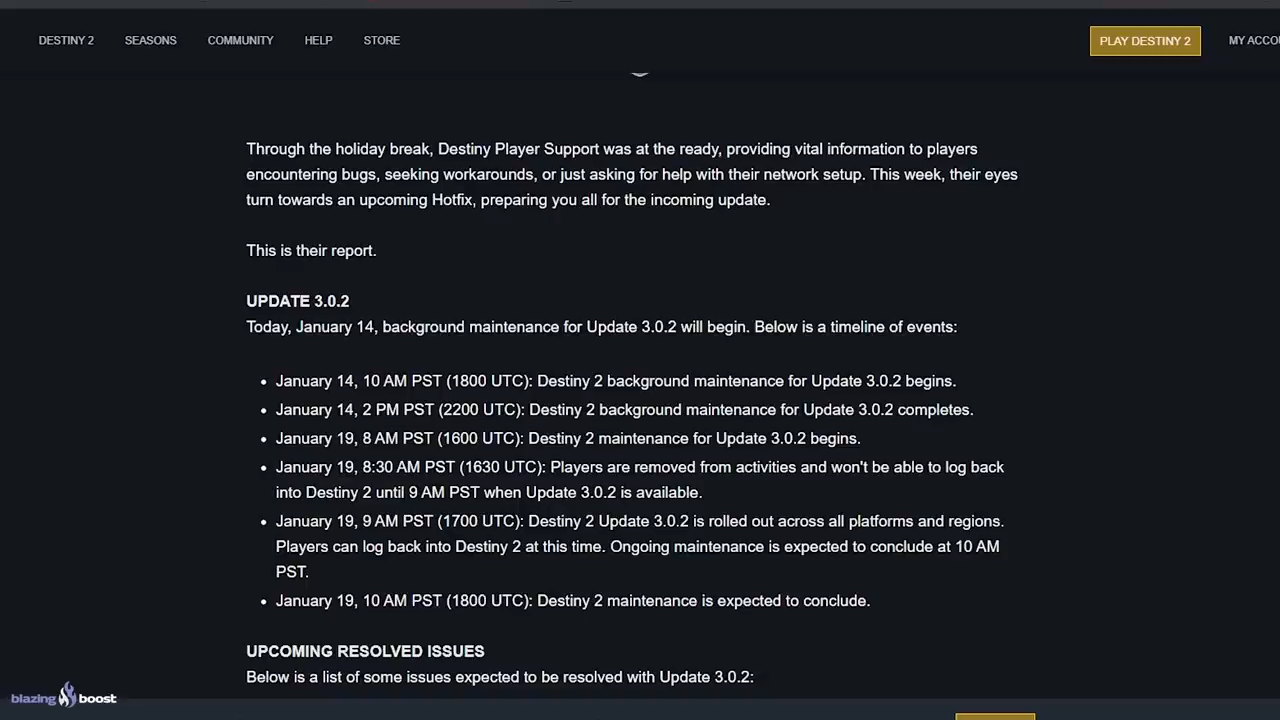 DESTINY 2 SEASONS COMMUNITY HELP STORE PLAY DESTINY 2 MY ACCOU
Through the holiday break, Destiny Player Support was at the ready, providing vital information to players
encountering bugs, seeking workarounds, or just asking for help with their network setup. This week, their eyes
turn towards an upcoming Hotfix, preparing you all for the incoming update.
This is their report.
UPDATE 3.0.2
Today, January 14, background maintenance for Update 3.0.2 will begin. Below is a timeline of events:
• January 14, 10 AM PST (1800 UTC): Destiny 2 background maintenance for Update 3.0.2 begins.
• January 14, 2 PM PST (2200 UTC): Destiny 2 background maintenance for Update 3.0.2 completes.
• January 19, 8 AM PST (1600 UTC): Destiny 2 maintenance for Update 3.0.2 begins.
• January 19, 8:30 AM PST (1630 UTC): Players are removed from activities and won't be able to log back
into Destiny 2 until 9 AM PST when Update 3.0.2 is available.
• January 19, 9 AM PST (1700 UTC): Destiny 2 Update 3.0.2 is rolled out across all platforms and regions.
Players can log back into Destiny 2 at this time. Ongoing maintenance is expected to conclude at 10 AM
PST.
• January 19, 10 AM PST (1800 UTC): Destiny 2 maintenance is expected to conclude.
UPCOMING RESOLVED ISSUES
Below is a list of some issues expected to be resolved with Update 3.0.2:
blazing boost